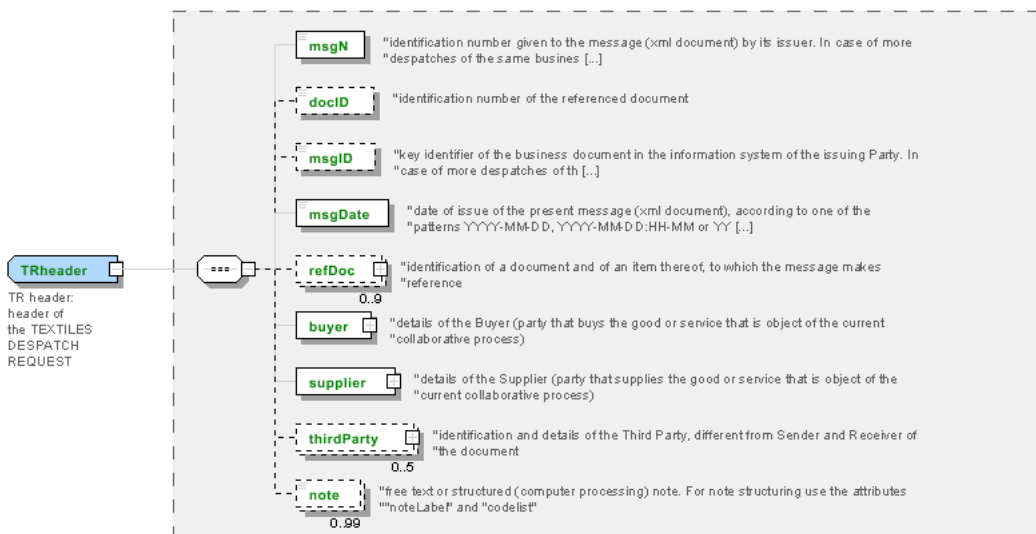 msgN
"identification number given to the message (xml document) by its issuer. In case of more
"despatches of the same busines [...]
docID
"identification number of the referenced document
msgID
"key identifier of the business document in the information system of the issuing Party. In
"case of more despatches of th [...]
msgDate
"date of issue of the present message (xml document), according to one of the
"patterns YYYY-MM-DD, YYYY-MM-DD:HH-MM or YY [...]
TRheader
TR header:
header of
the TEXTILES
DESPATCH
REQUEST
refDoc
0..9
"identification of a document and of an item thereof, to which the message makes
"reference
buyer
"details of the Buyer (party that buys the good or service that is object of the current
"collaborative process)
supplier
"details of the Supplier (party that supplies the good or service that is object of the
"current collaborative process)
thirdParty
0..5
"identification and details of the Third Party, different from Sender and Receiver of
"the document
note
0..99
"free text or structured (computer processing) note. For note structuring use the attributes
""noteLabel" and "codelist"